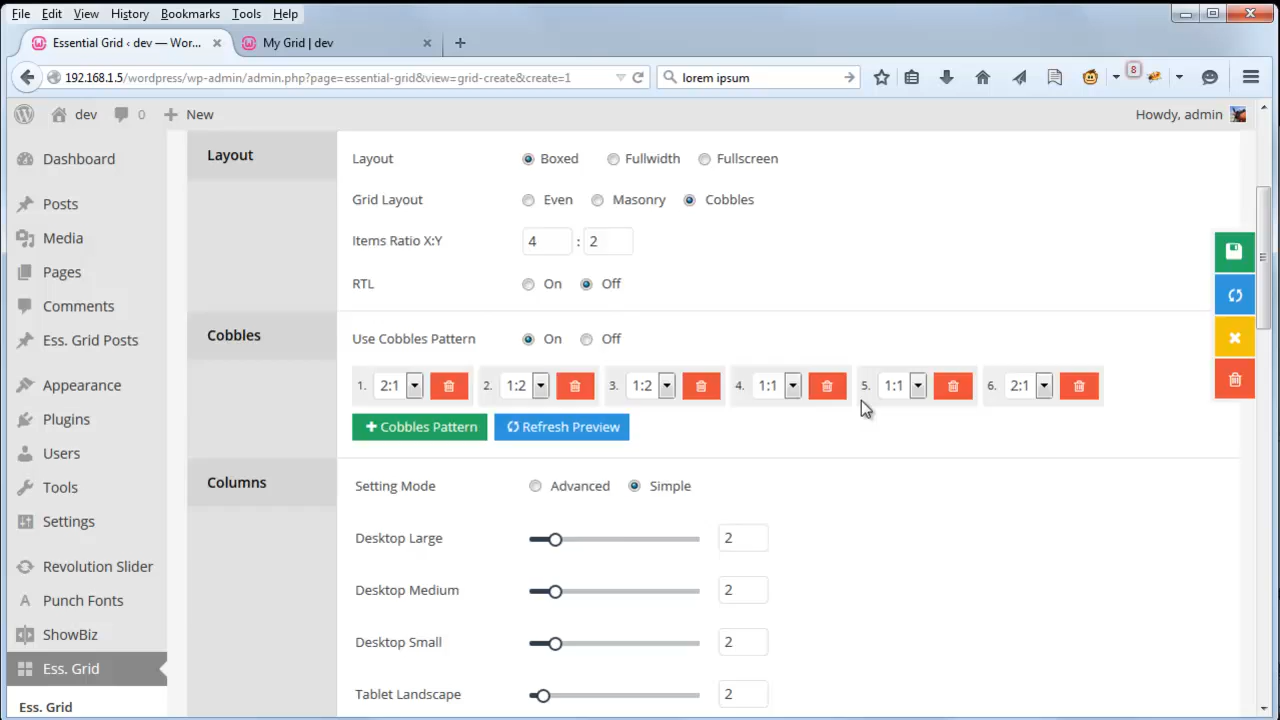 File Edit View History Bookmarks Tools Help
Essential Grid ‹ dev — Wor... My Grid | dev
192.168.1.5/wordpress/wp-admin/admin.php?page=essential-grid&view=grid-create&create=1 lorem ipsum 8
dev 0 New Howdy, admin
Dashboard
Posts
Media
Pages
Comments
Ess. Grid Posts
Appearance
Plugins
Users
Tools
Settings
Revolution Slider
Punch Fonts
ShowBiz
Ess. Grid
Ess. Grid
Layout
Layout Boxed Fullwidth Fullscreen
Grid Layout Even Masonry Cobbles
Items Ratio X:Y 4 : 2
RTL On Off
Cobbles
Use Cobbles Pattern On Off
1. 2:1 2. 1:2 3. 1:2 4. 1:1 5. 1:1 6. 2:1
Cobbles Pattern Refresh Preview
Columns
Setting Mode Advanced Simple
Desktop Large 2
Desktop Medium 2
Desktop Small 2
Tablet Landscape 2